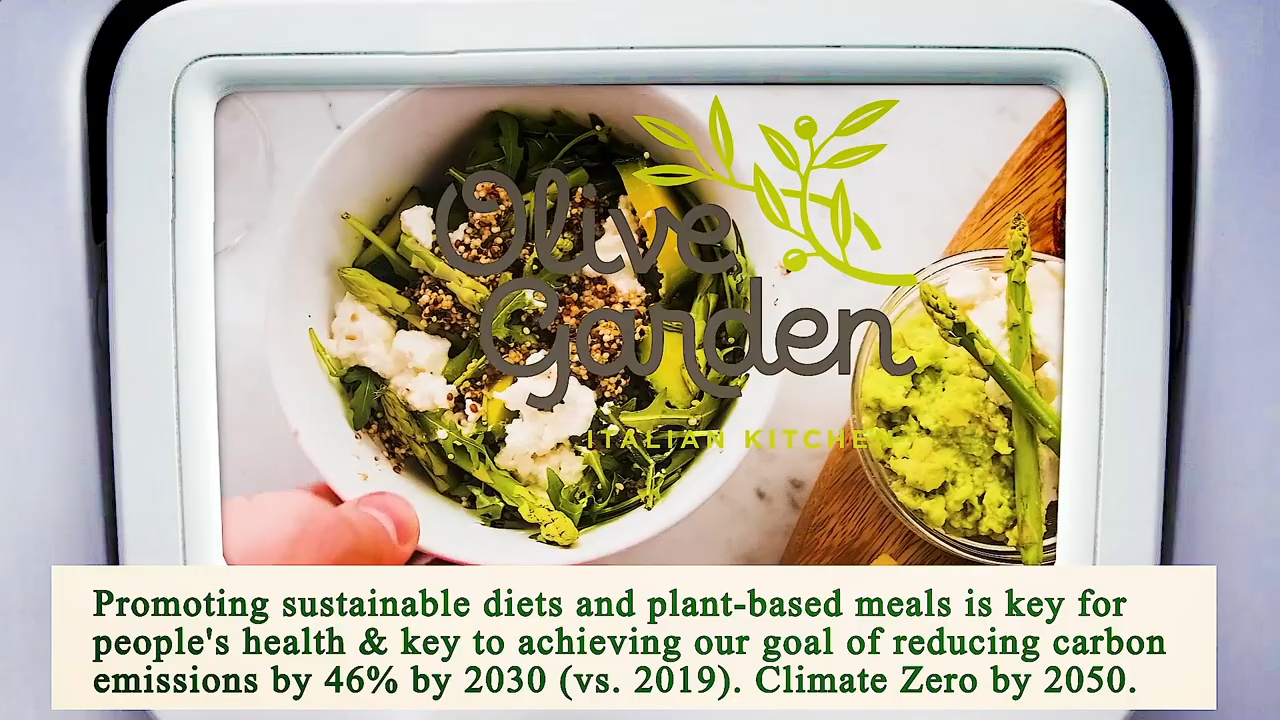 Olive
Garden
ITALIAN KITCHEN
Promoting sustainable diets and plant-based meals is key for
people's health & key to achieving our goal of reducing carbon
emissions by 46% by 2030 (vs. 2019). Climate Zero by 2050.